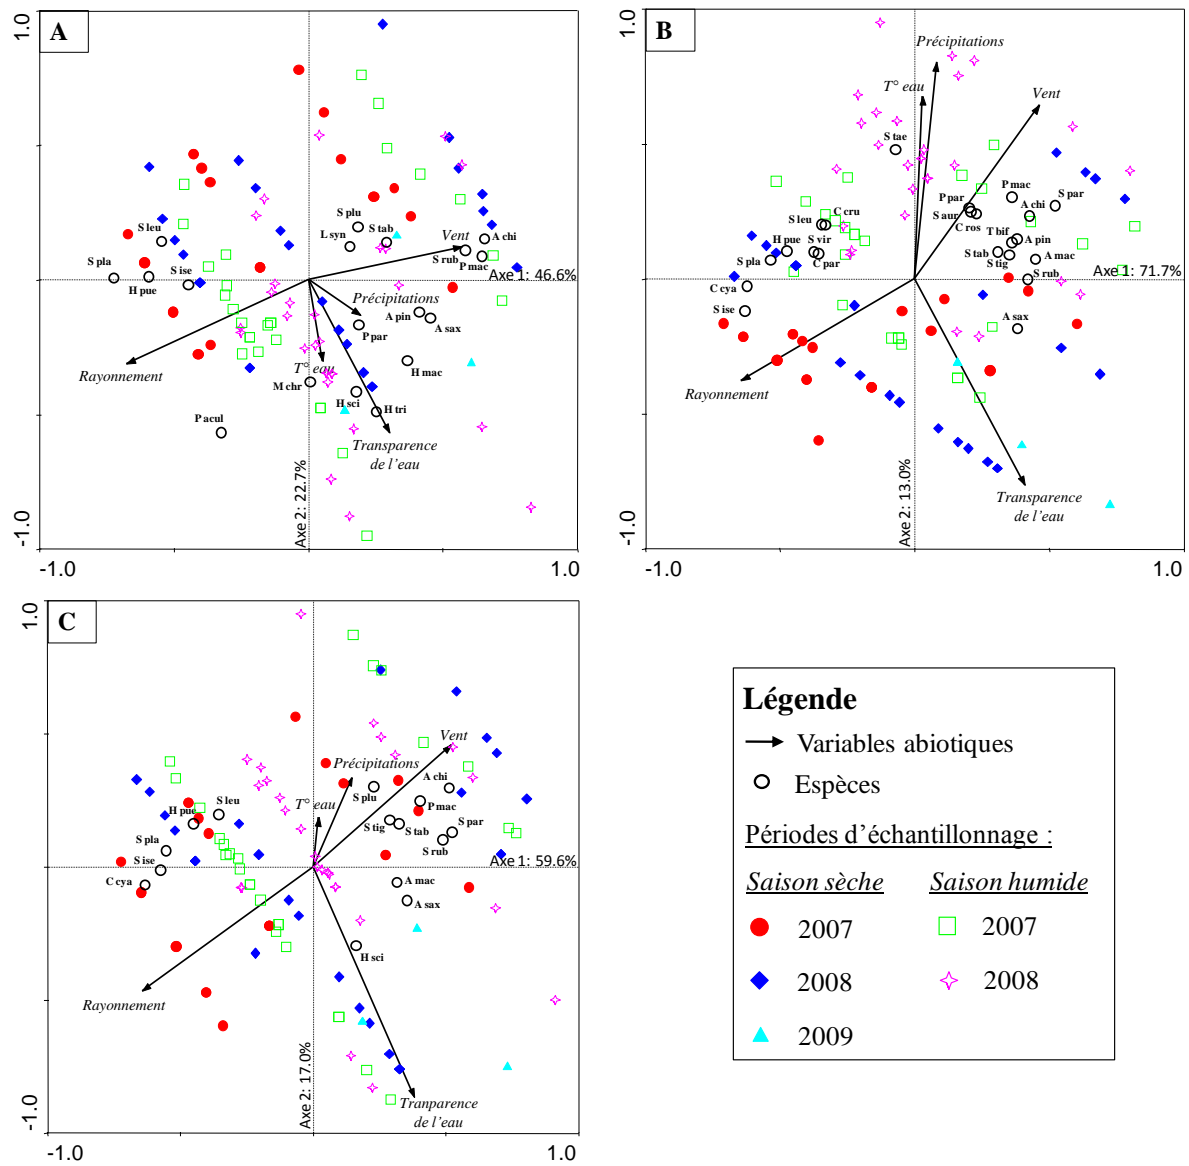 A
1.0
-1.0
-1.0
1.0
Axe 1: 46.6%
Axe 2: 22.7%
Vent
Précipitations
T° eau
Transparence
de l'eau
Rayonnement
S leu
S pla
H pue
S ise
S plu
L syn
S tab
A chi
S rub
P mac
A pin
A sax
P par
H mac
M chr
H sci
H tri
P acul
B
1.0
-1.0
-1.0
1.0
Axe 1: 71.7%
Axe 2: 13.0%
Précipitations
T° eau
Vent
Rayonnement
Transparence
de l'eau
S tae
P mac
S par
P par
A chi
S aur
C ros
S leu
C cru
T bif
A pin
H pue
S vir
S tab
A mac
S pla
C par
S tig
S rub
C cya
S ise
A sax
C
1.0
-1.0
-1.0
1.0
Axe 1: 59.6%
Axe 2: 17.0%
Vent
Précipitations
T° eau
Rayonnement
Tranparence
de l'eau
A chi
S plu
P mac
S leu
H pue
S tig
S tab
S par
S pla
S rub
S ise
C cya
A mac
A sax
H sci
Légende
Variables abiotiques
Espèces
Périodes d'échantillonnage :
Saison sèche Saison humide
2007 2007
2008 2008
2009